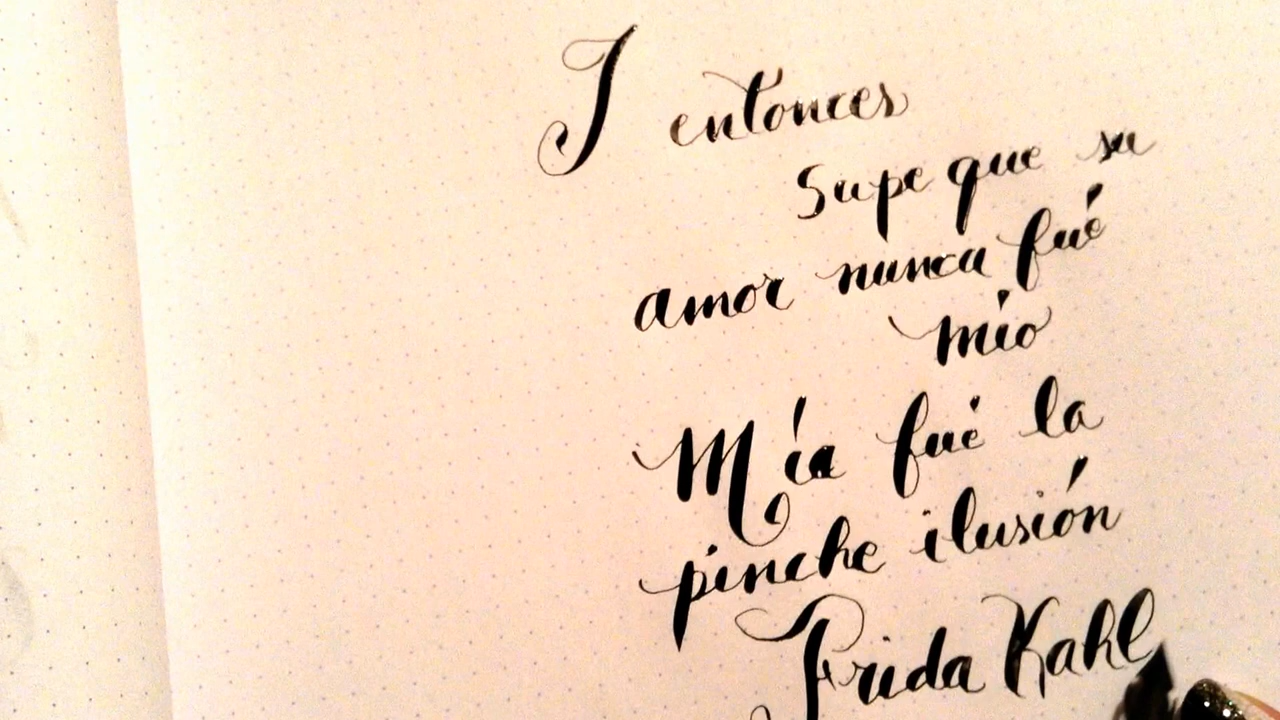 I entonces
Supe que su
amor nunca fué
mío
Mía fué la
pinche ilusión
Frida Kahl